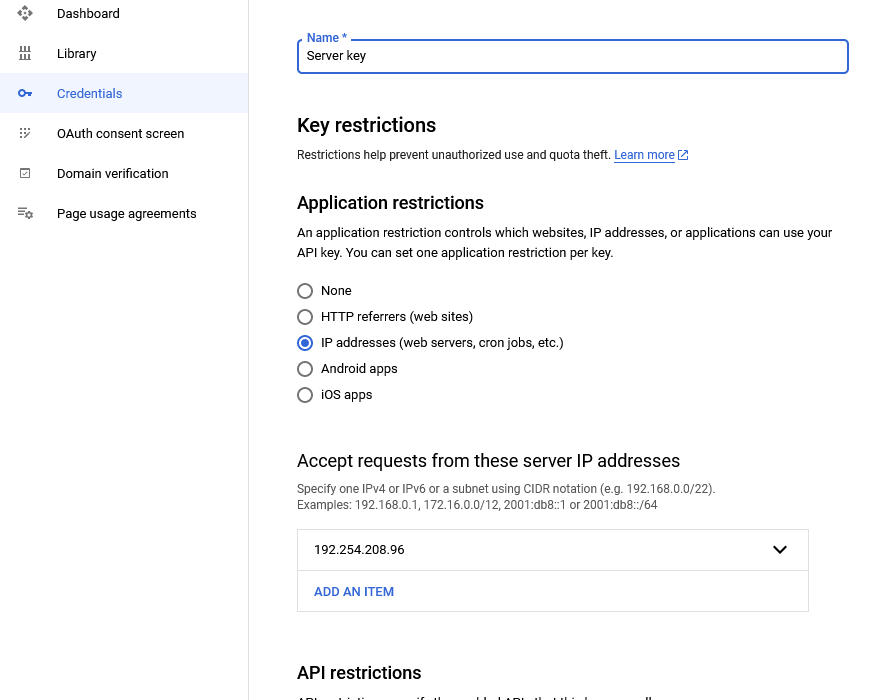 Dashboard
Library
Credentials
OAuth consent screen
Domain verification
Page usage agreements
Name *
Server key
Key restrictions
Restrictions help prevent unauthorized use and quota theft. Learn more
Application restrictions
An application restriction controls which websites, IP addresses, or applications can use your
API key. You can set one application restriction per key.
None
HTTP referrers (web sites)
IP addresses (web servers, cron jobs, etc.)
Android apps
iOS apps
Accept requests from these server IP addresses
Specify one IPv4 or IPv6 or a subnet using CIDR notation (e.g. 192.168.0.0/22).
Examples: 192.168.0.1, 172.16.0.0/12, 2001:db8::1 or 2001:db8::/64
192.254.208.96
ADD AN ITEM
API restrictions